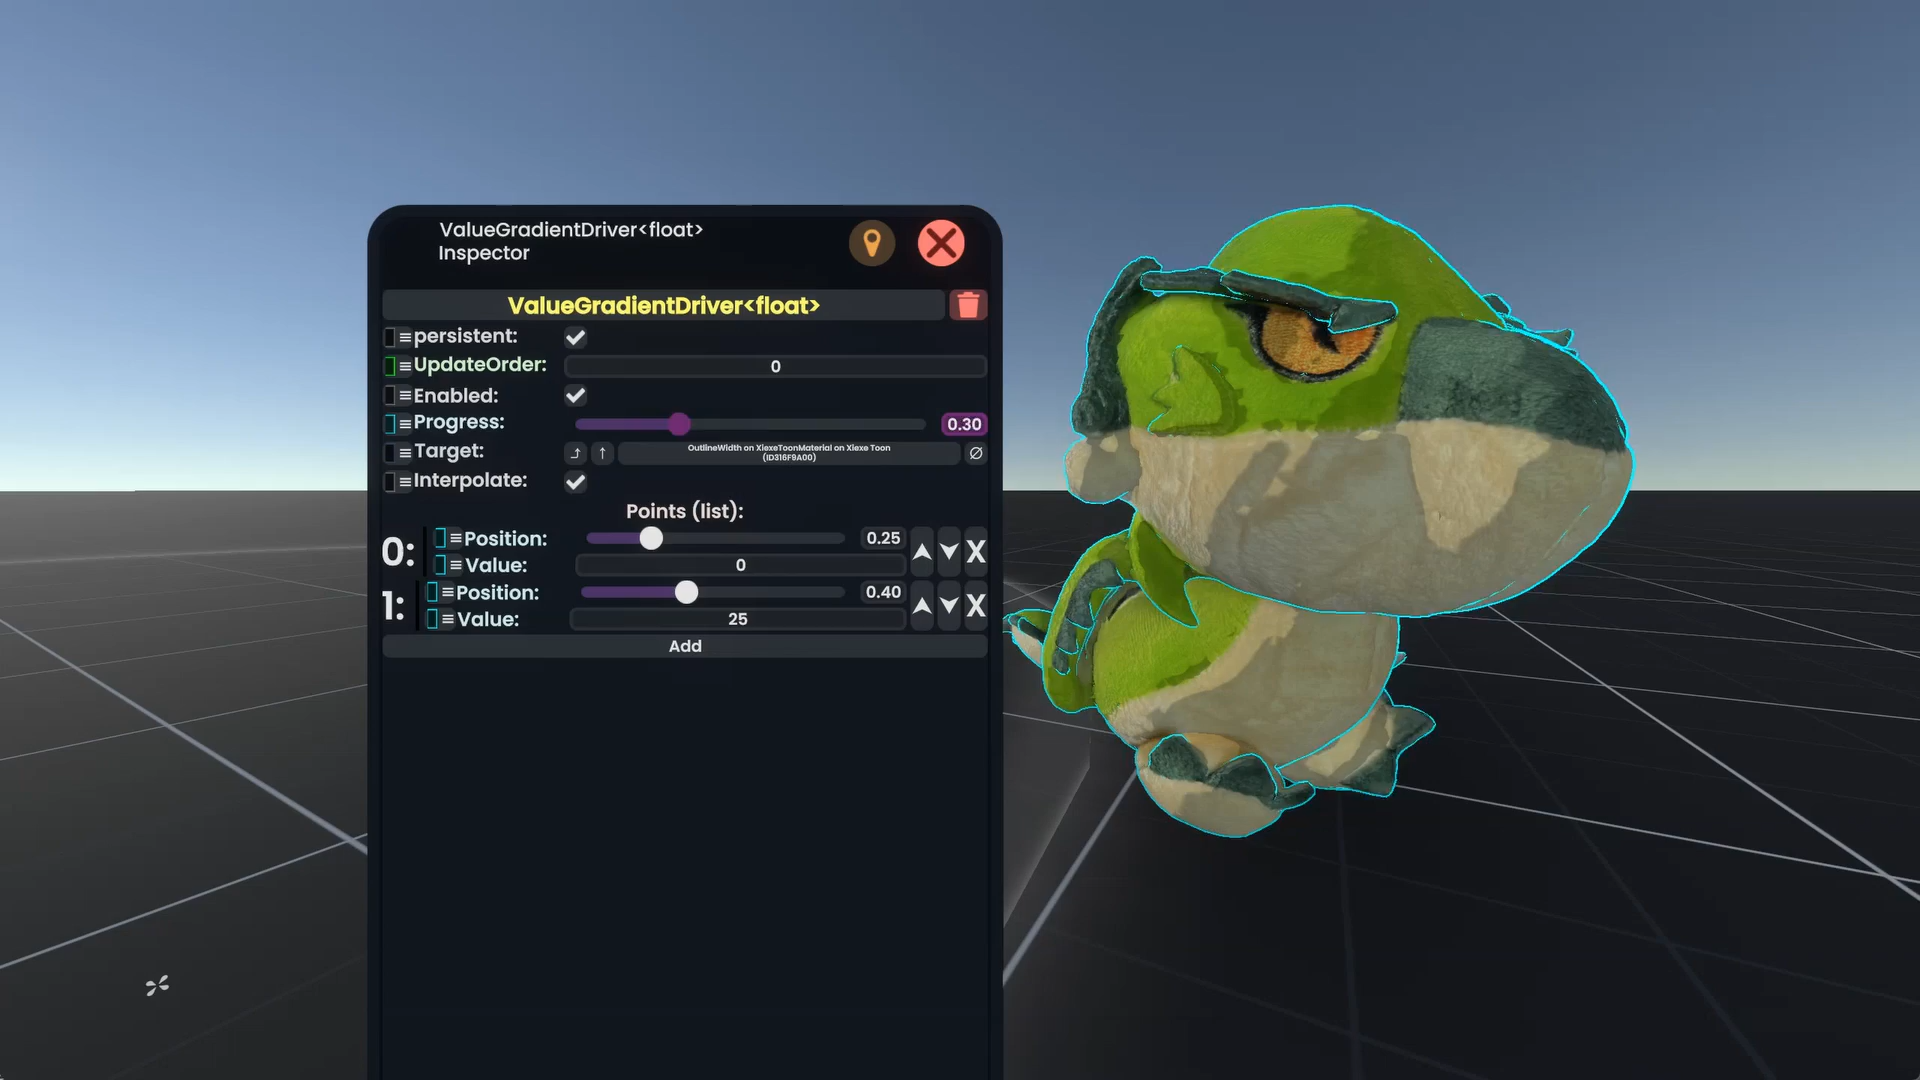 ValueGradientDriver<float>
Inspector
ValueGradientDriver<float>
persistent:
UpdateOrder: 0
Enabled:
Progress: 0.30
Target: OutlineWidth on XiexeToonMaterial on Xiexe Toon
(ID316F9A00)
Interpolate:
Points (list):
0: Position: 0.25
Value: 0
1: Position: 0.40
Value: 25
Add